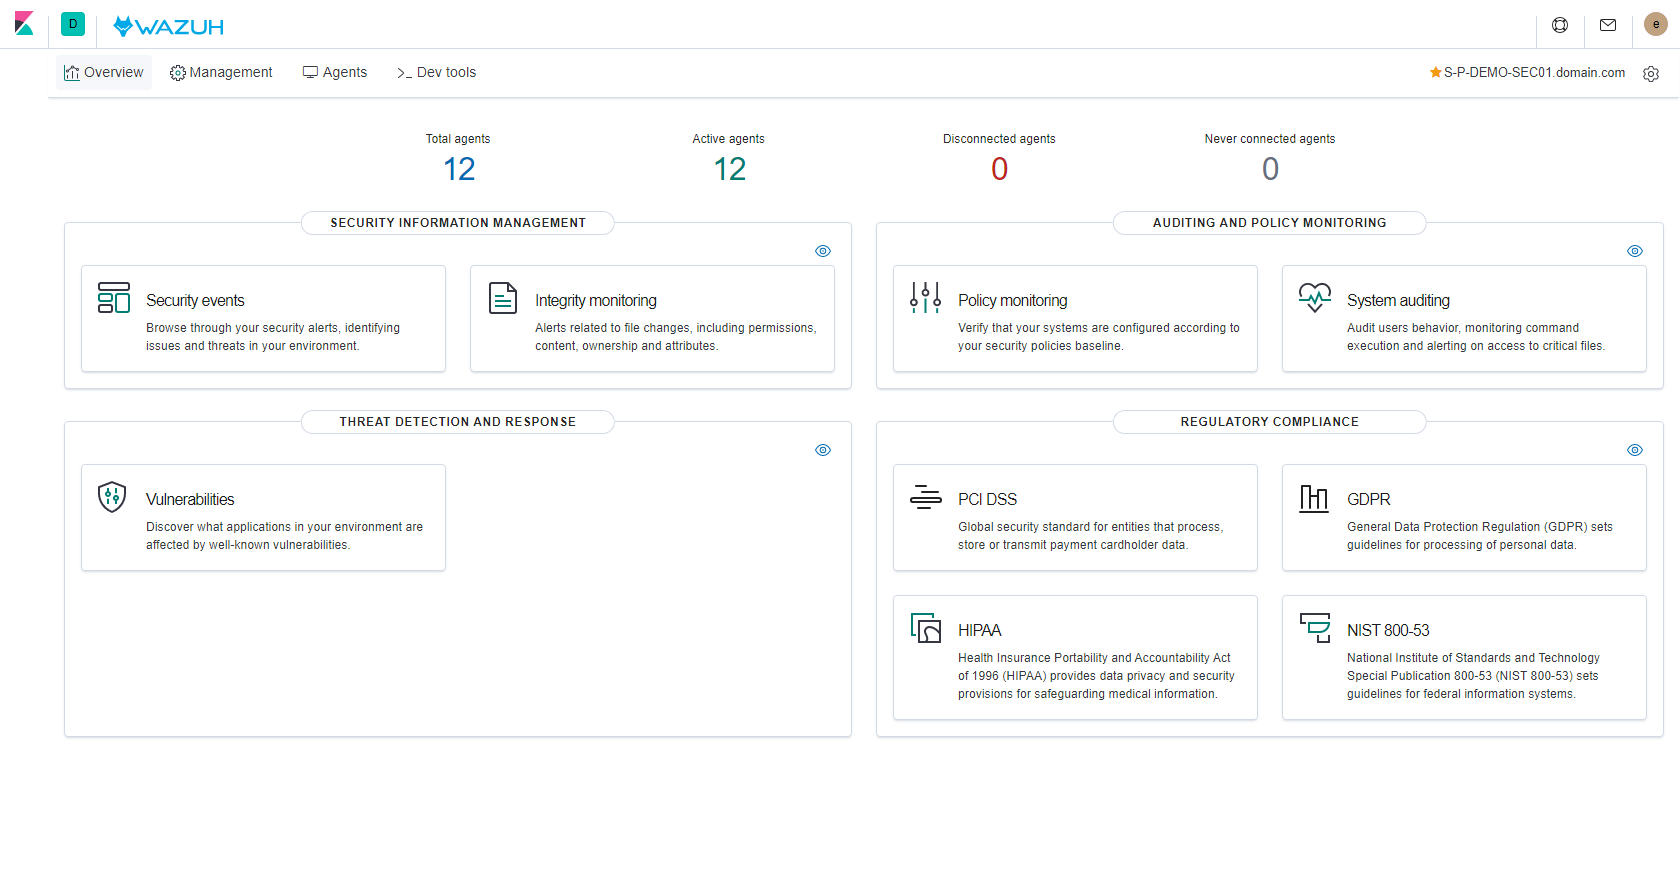 D
WAZUH
e
Overview
Management
Agents
>_ Dev tools
S-P-DEMO-SEC01.domain.com
Total agents
12
Active agents
12
Disconnected agents
0
Never connected agents
0
SECURITY INFORMATION MANAGEMENT
Security events
Browse through your security alerts, identifying
issues and threats in your environment.
Integrity monitoring
Alerts related to file changes, including permissions,
content, ownership and attributes.
AUDITING AND POLICY MONITORING
Policy monitoring
Verify that your systems are configured according to
your security policies baseline.
System auditing
Audit users behavior, monitoring command
execution and alerting on access to critical files.
THREAT DETECTION AND RESPONSE
Vulnerabilities
Discover what applications in your environment are
affected by well-known vulnerabilities.
REGULATORY COMPLIANCE
PCI DSS
Global security standard for entities that process,
store or transmit payment cardholder data.
GDPR
General Data Protection Regulation (GDPR) sets
guidelines for processing of personal data.
HIPAA
Health Insurance Portability and Accountability Act
of 1996 (HIPAA) provides data privacy and security
provisions for safeguarding medical information.
NIST 800-53
National Institute of Standards and Technology
Special Publication 800-53 (NIST 800-53) sets
guidelines for federal information systems.